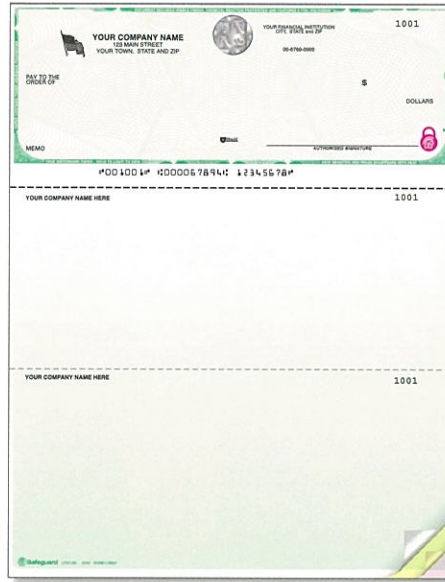 YOUR COMPANY NAME
123 MAIN STREET
YOUR TOWN, STATE AND ZIP
YOUR FINANCIAL INSTITUTION
CITY, STATE and ZIP
00-6789-0000
1001
PAY TO THE
ORDER OF
$
DOLLARS
MEMO
AUTHORIZED SIGNATURE
⑈001001⑈ ⑆000067894⑆ 12345678⑈
YOUR COMPANY NAME HERE
1001
YOUR COMPANY NAME HERE
1001
Safeguard